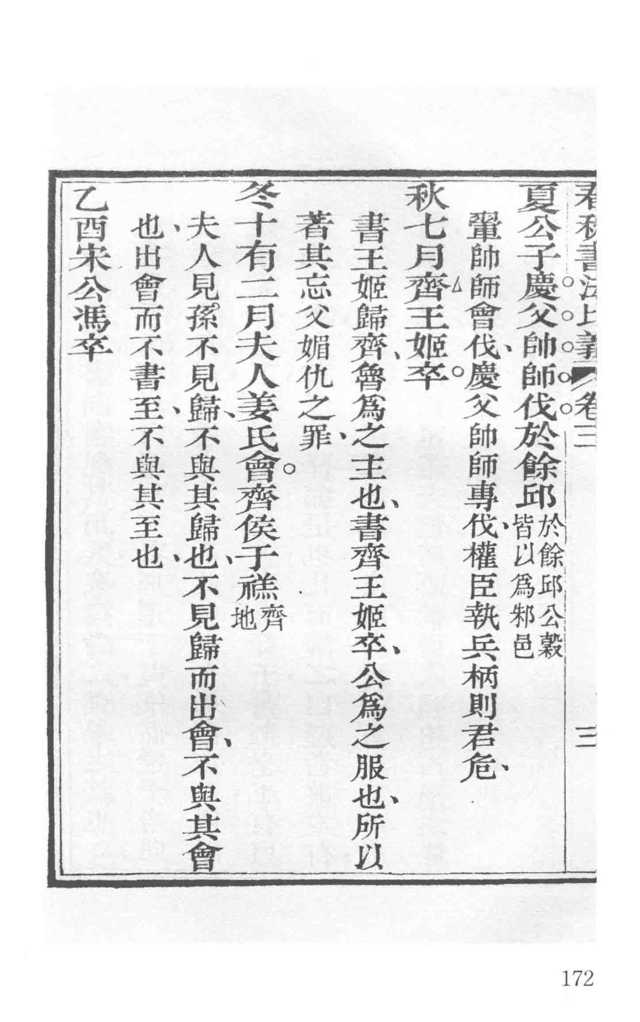 春秋書法比義 卷三 三
夏公子慶父帥師伐於餘邱於餘邱公糓皆以為邾邑
翬帥師會伐慶父帥師專伐權臣執兵柄則君危
秋七月齊王姬卒
書王姬歸齊魯為之主也書齊王姬卒公為之服也所以
著其忘父媚仇之罪
冬十有二月夫人姜氏會齊侯于禚齊地
夫人見孫不見歸不與其歸也不見歸而出會不與其會
也出會而不書至不與其至也
乙酉宋公馮卒
172